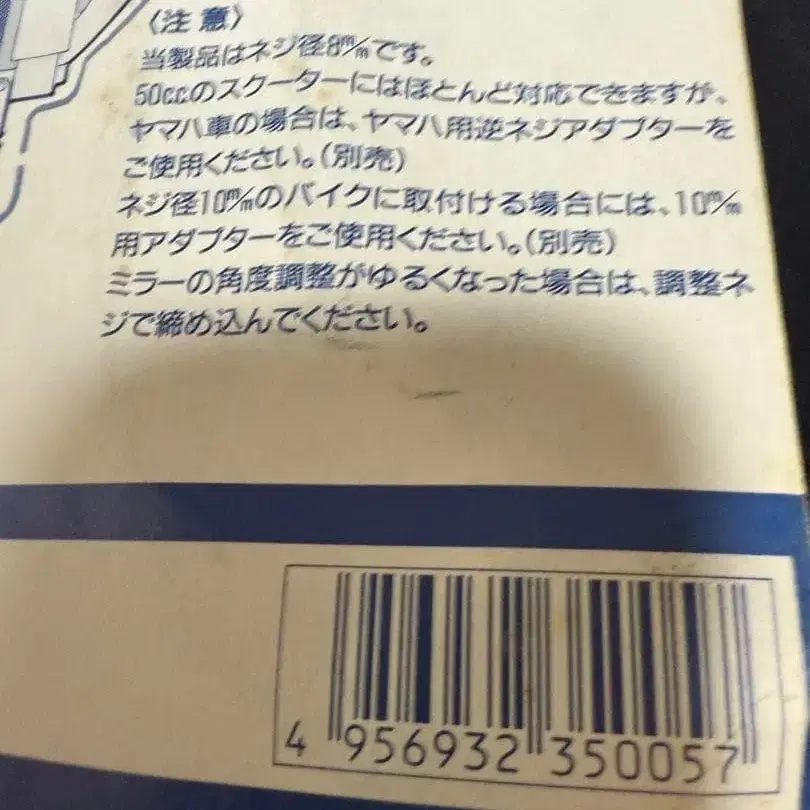 〈注 意〉
当製品はネジ径8m/mです。
50ccのスクーターにはほとんど対応できますが、
ヤマハ車の場合は、ヤマハ用逆ネジアダプターを
ご使用ください。(別売)
ネジ径10m/mのバイクに取付ける場合には、10m/m
用アダプターをご使用ください。(別売)
ミラーの角度調整がゆるくなった場合は、調整ネ
ジで締め込んでください。
4 956932 350057